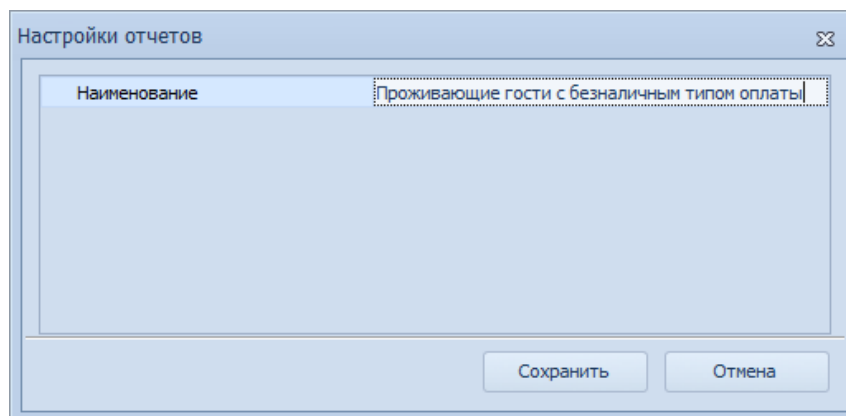 Настройки отчетов
Наименование Проживающие гости с безналичным типом оплаты
Сохранить Отмена